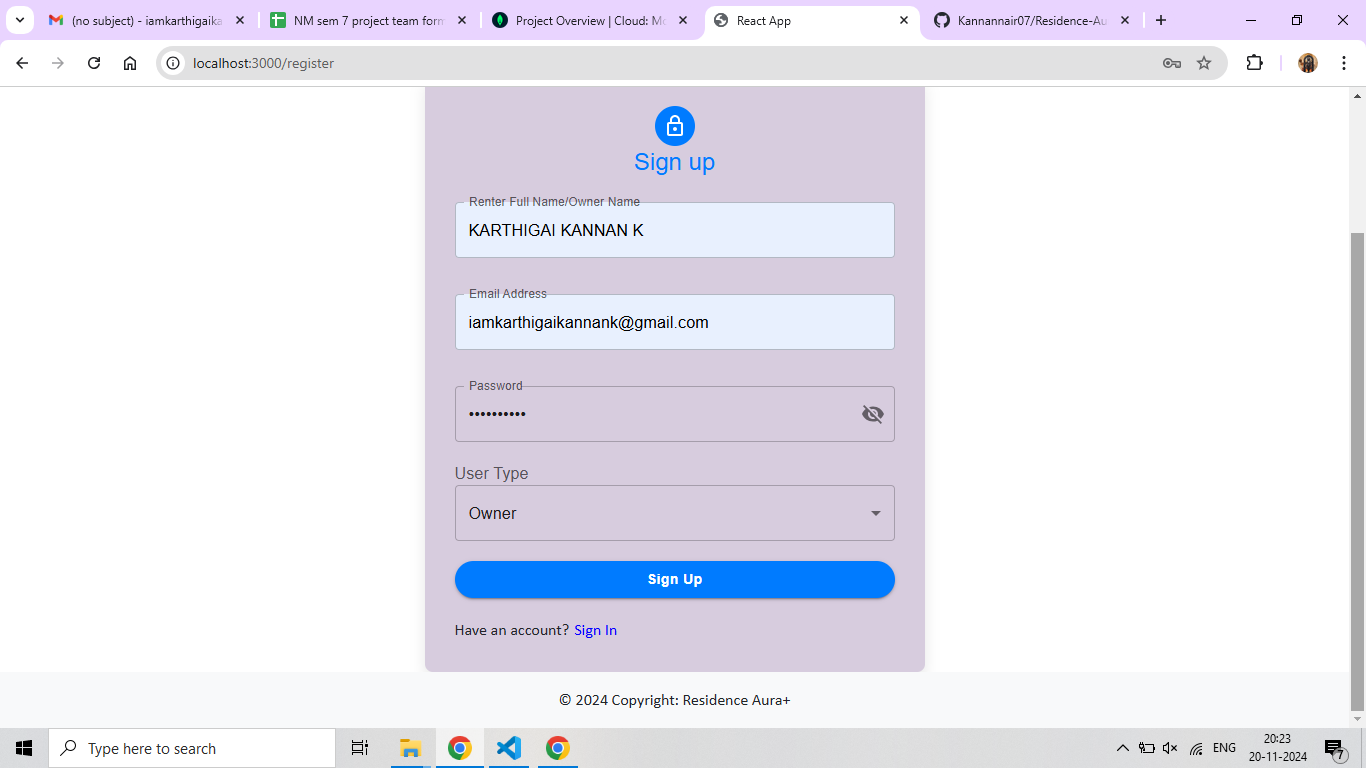 (no subject) - iamkarthigaika
NM sem 7 project team form
Project Overview | Cloud: Mo
React App
Kannannair07/Residence-Au
localhost:3000/register
Sign up
Renter Full Name/Owner Name
KARTHIGAI KANNAN K
Email Address
iamkarthigaikannank@gmail.com
Password
••••••••••
User Type
Owner
Sign Up
Have an account? Sign In
© 2024 Copyright: Residence Aura+
Type here to search
ENG
20:23
20-11-2024
7